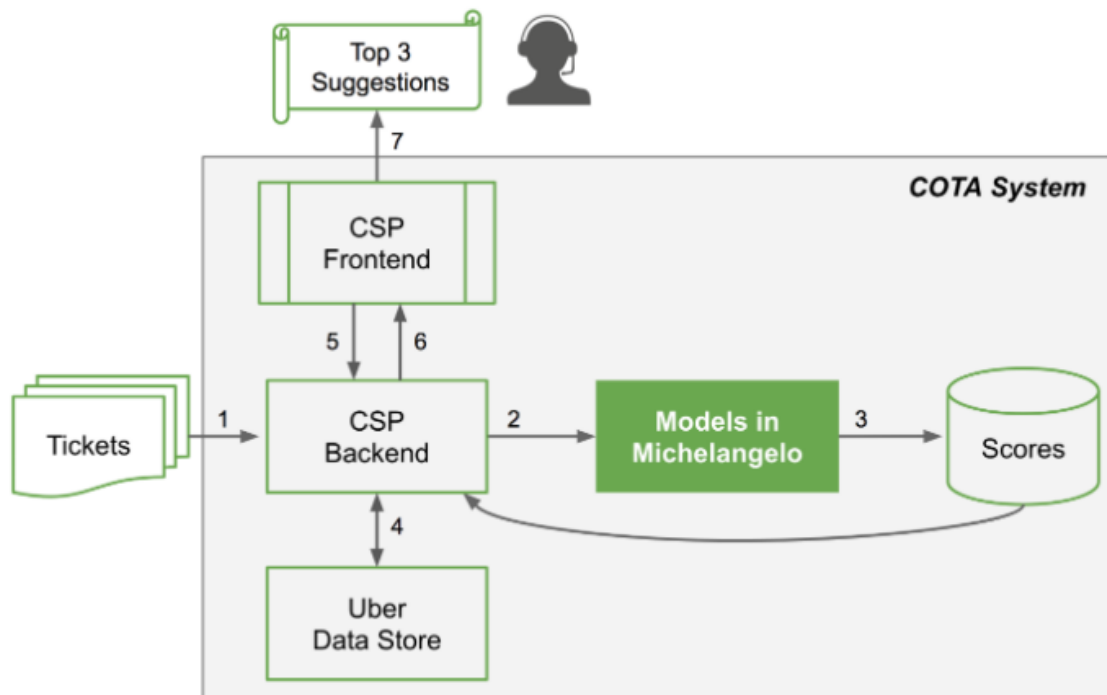 Top 3
Suggestions
7
COTA System
CSP
Frontend
5
6
Tickets
1
CSP
Backend
2
Models in
Michelangelo
3
Scores
4
Uber
Data Store